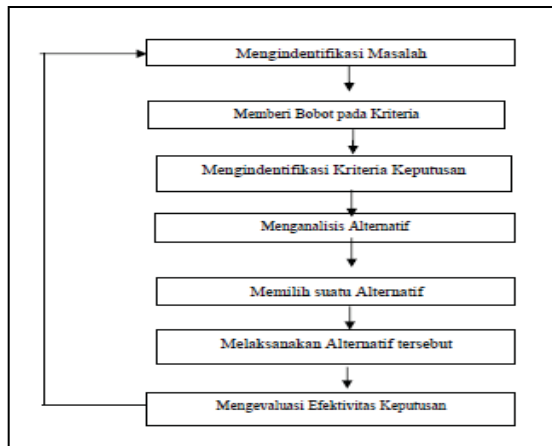 Mengindentifikasi Masalah
Memberi Bobot pada Kriteria
Mengindentifikasi Kriteria Keputusan
Menganalisis Alternatif
Memilih suatu Alternatif
Melaksanakan Alternatif tersebut
Mengevaluasi Efektivitas Keputusan